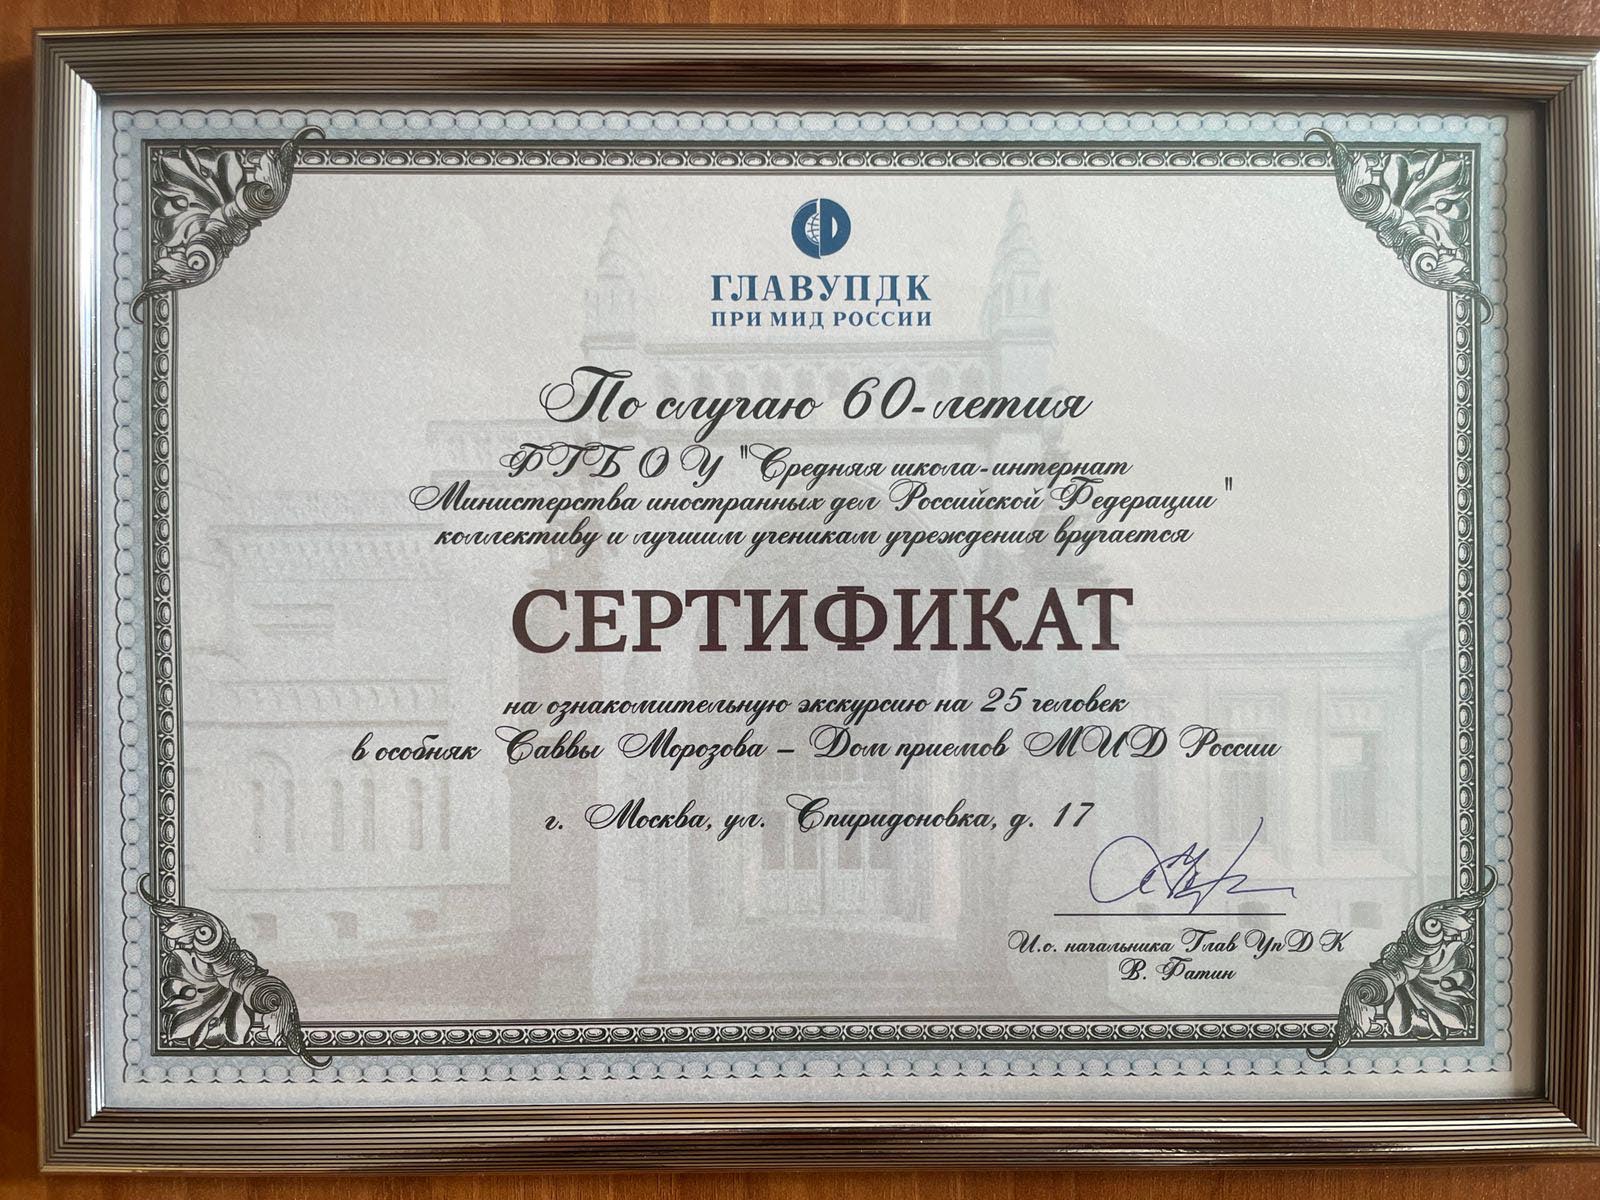 ГЛАВУПДК
ПРИ МИД РОССИИ
По случаю 60-летия
ФГБОУ "Средняя школа-интернат
Министерства иностранных дел Российской Федерации"
коллективу и лучшим ученикам учреждения вручается
СЕРТИФИКАТ
на ознакомительную экскурсию на 25 человек
в особняк Саввы Морозова – Дом приемов МИД России
г. Москва, ул. Спиридоновка, д. 17
И.о. начальника ГлавУпДК
В. Фатин